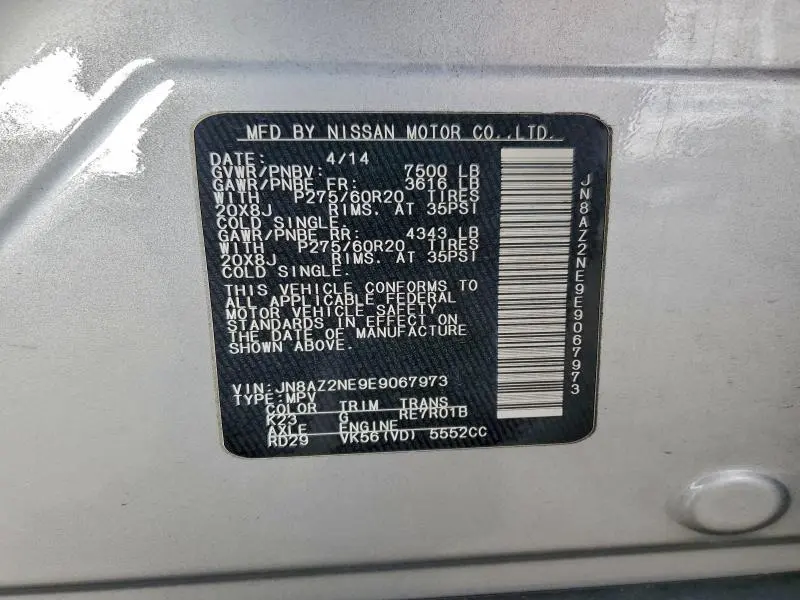 MFD BY NISSAN MOTOR CO.,LTD.
DATE: 4/14
GVWR/PNBV: 7500 LB
GAWR/PNBE FR: 3616 LB
WITH P275/60R20 TIRES
20X8J RIMS. AT 35PSI
COLD SINGLE.
GAWR/PNBE RR: 4343 LB
WITH P275/60R20 TIRES
20X8J RIMS. AT 35PSI
COLD SINGLE.
THIS VEHICLE CONFORMS TO
ALL APPLICABLE FEDERAL
MOTOR VEHICLE SAFETY
STANDARDS IN EFFECT ON
THE DATE OF MANUFACTURE
SHOWN ABOVE.
VIN: JN8AZ2NE9E9067973
TYPE: MPV
COLOR TRIM TRANS
K23 G RE7R01B
AXLE ENGINE
RD29 VK56(VD) 5552CC
JN8AZ2NE9E9067973